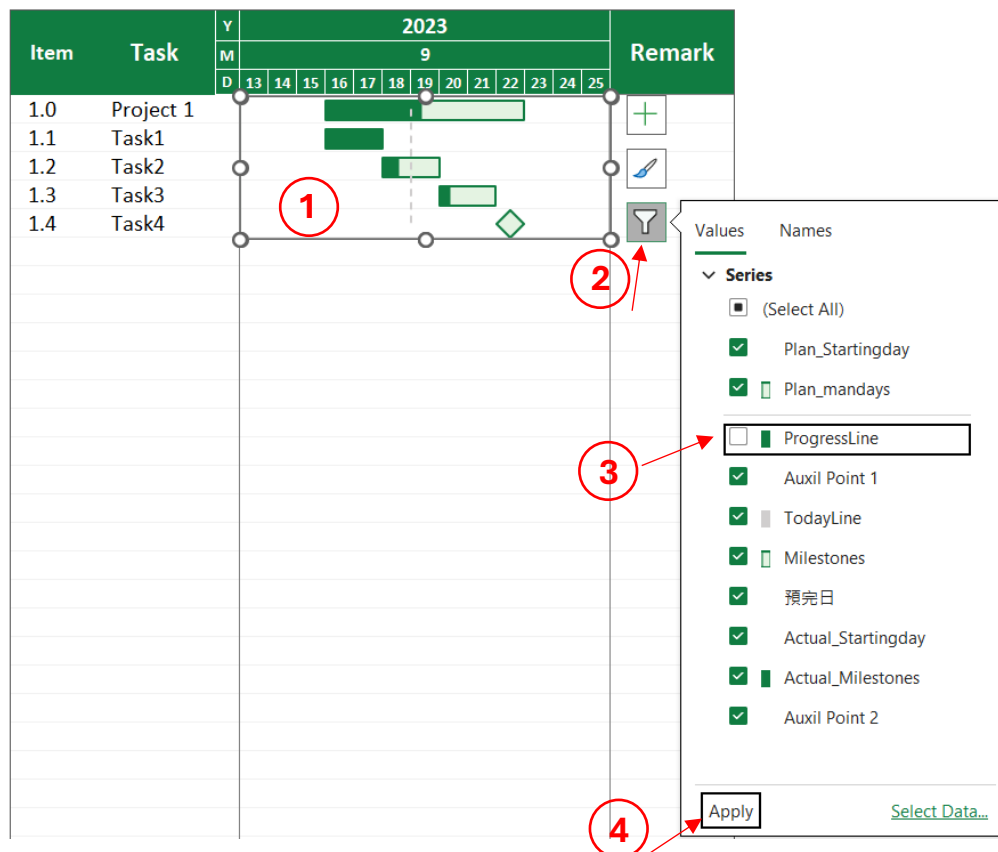 Item Task Y 2023 Remark
M 9
D 13 14 15 16 17 18 19 20 21 22 23 24 25
1.0 Project 1
1.1 Task1
1.2 Task2
1.3 Task3
1.4 Task4
1
2
Values Names
Series
(Select All)
Plan_Startingday
Plan_mandays
3
ProgressLine
Auxil Point 1
TodayLine
Milestones
預完日
Actual_Startingday
Actual_Milestones
Auxil Point 2
4
Apply Select Data...